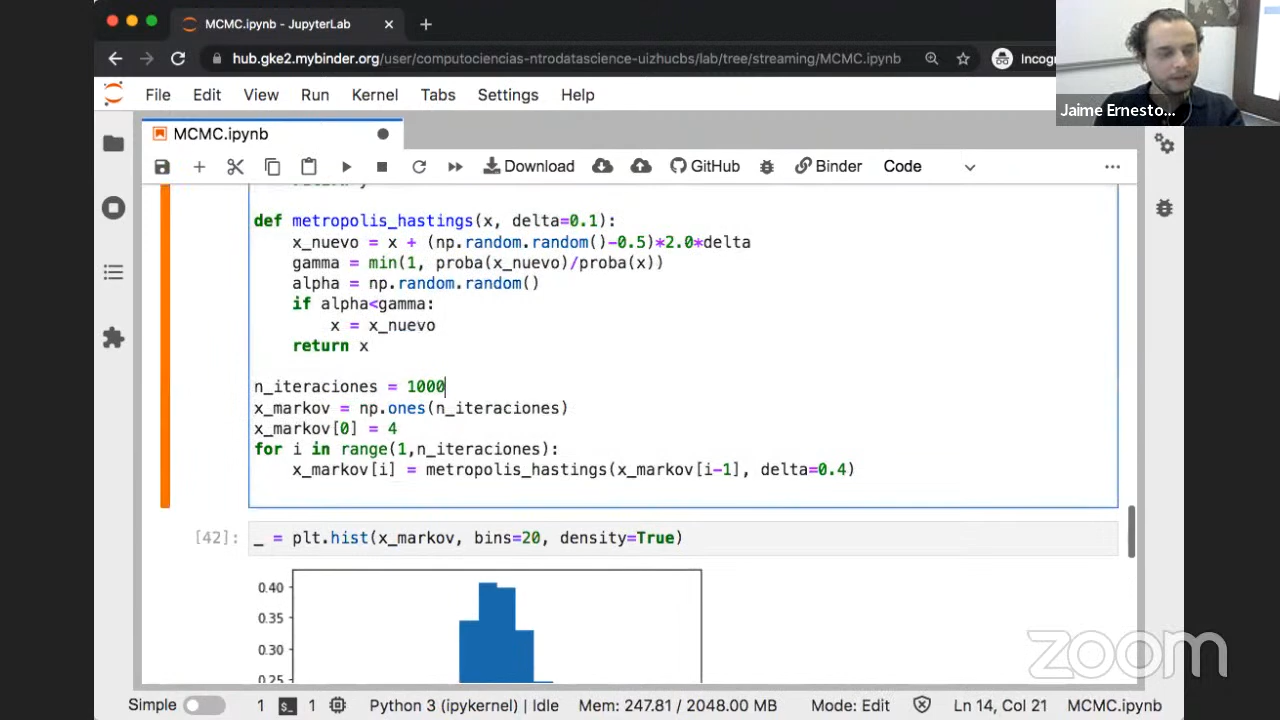 MCMC.ipynb - JupyterLab
hub.gke2.mybinder.org/user/computociencias-ntrodatascience-uizhucbs/lab/tree/streaming/MCMC.ipynb
Incog
Jaime Ernesto...
File Edit View Run Kernel Tabs Settings Help
MCMC.ipynb
Download GitHub Binder Code
def metropolis_hastings(x, delta=0.1):
x_nuevo = x + (np.random.random()-0.5)*2.0*delta
gamma = min(1, proba(x_nuevo)/proba(x))
alpha = np.random.random()
if alpha<gamma:
x = x_nuevo
return x
n_iteraciones = 1000
x_markov = np.ones(n_iteraciones)
x_markov[0] = 4
for i in range(1,n_iteraciones):
x_markov[i] = metropolis_hastings(x_markov[i-1], delta=0.4)
[42]: _ = plt.hist(x_markov, bins=20, density=True)
0.40
0.35
0.30
0.25
zoom
Simple 1 1 Python 3 (ipykernel) | Idle Mem: 247.81 / 2048.00 MB Mode: Edit Ln 14, Col 21 MCMC.ipynb